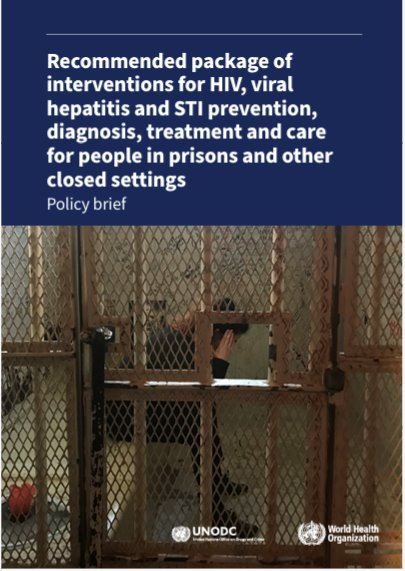 Recommended package of
interventions for HIV, viral
hepatitis and STI prevention,
diagnosis, treatment and care
for people in prisons and other
closed settings
Policy brief
UNODC
United Nations Office on Drugs and Crime
World Health
Organization